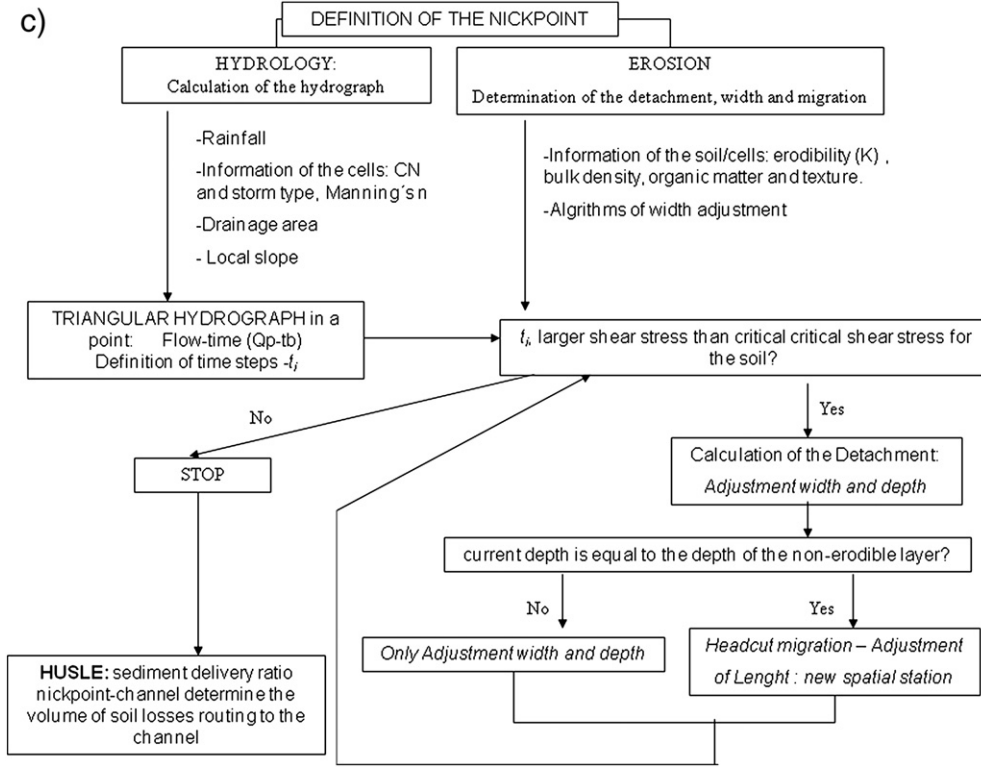 c)
DEFINITION OF THE NICKPOINT
HYDROLOGY:
Calculation of the hydrograph
EROSION
Determination of the detachment, width and migration
-Rainfall
-Information of the cells: CN
and storm type, Manning´s n
-Drainage area
- Local slope
-Information of the soil/cells: erodibility (K) ,
bulk density, organic matter and texture.
-Algrithms of width adjustment
TRIANGULAR HYDROGRAPH in a
point: Flow-time (Qp-tb)
Definition of time steps -ti
ti, larger shear stress than critical critical shear stress for
the soil?
No
Yes
STOP
Calculation of the Detachment:
Adjustment width and depth
current depth is equal to the depth of the non-erodible layer?
No
Yes
Only Adjustment width and depth
Headcut migration – Adjustment
of Lenght : new spatial station
HUSLE: sediment delivery ratio
nickpoint-channel determine the
volume of soil losses routing to the
channel